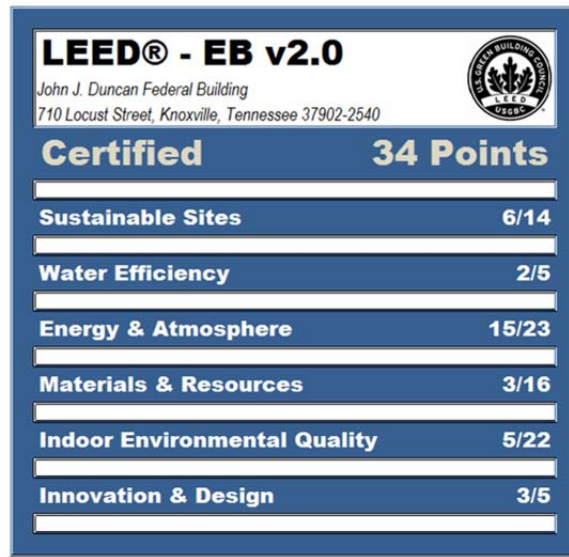 LEED® - EB v2.0
John J. Duncan Federal Building
710 Locust Street, Knoxville, Tennessee 37902-2540
U.S. GREEN BUILDING COUNCIL
LEED
USGBC
Certified 34 Points
Sustainable Sites 6/14
Water Efficiency 2/5
Energy & Atmosphere 15/23
Materials & Resources 3/16
Indoor Environmental Quality 5/22
Innovation & Design 3/5